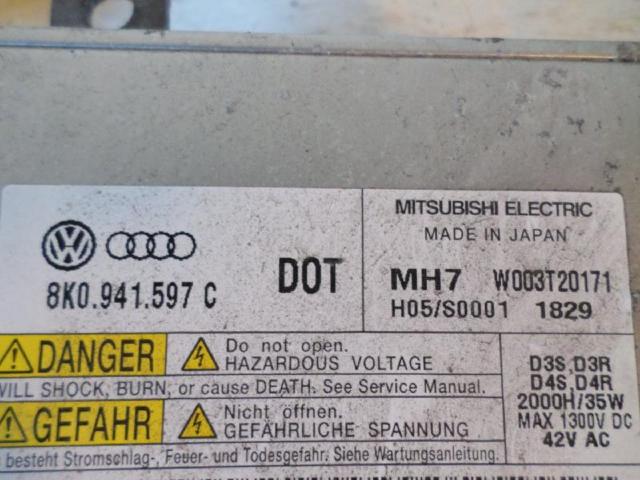 MITSUBISHI ELECTRIC
MADE IN JAPAN
8K0.941.597 C
DOT
MH7 W003T20171
H05/S0001 1829
DANGER
Do not open.
HAZARDOUS VOLTAGE
WILL SHOCK, BURN, or cause DEATH. See Service Manual.
GEFAHR
Nicht öffnen.
GEFÄHRLICHE SPANNUNG
besteht Stromschlag-, Feuer- und Todesgefahr. Siehe Wartungsanleitung.
D3S,D3R
D4S,D4R
2000H/35W
MAX 1300V DC
42V AC